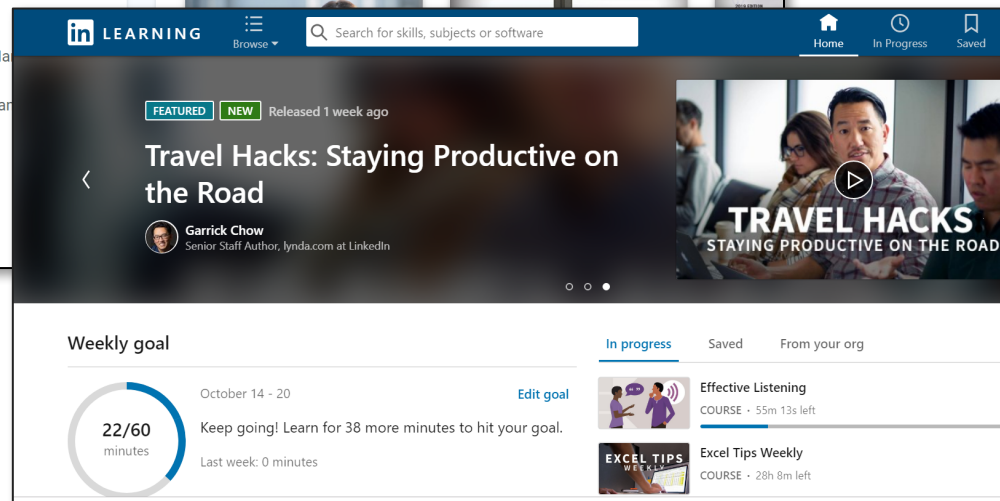 in LEARNING
Browse
Search for skills, subjects or software
Home
In Progress
Saved
FEATURED NEW Released 1 week ago
Travel Hacks: Staying Productive on
the Road
Garrick Chow
Senior Staff Author, lynda.com at LinkedIn
TRAVEL HACKS
STAYING PRODUCTIVE ON THE ROAD
Weekly goal
October 14 - 20
Edit goal
22/60
minutes
Keep going! Learn for 38 more minutes to hit your goal.
Last week: 0 minutes
In progress
Saved
From your org
Effective Listening
COURSE • 55m 13s left
EXCEL TIPS
WEEKLY
Excel Tips Weekly
COURSE • 28h 8m left